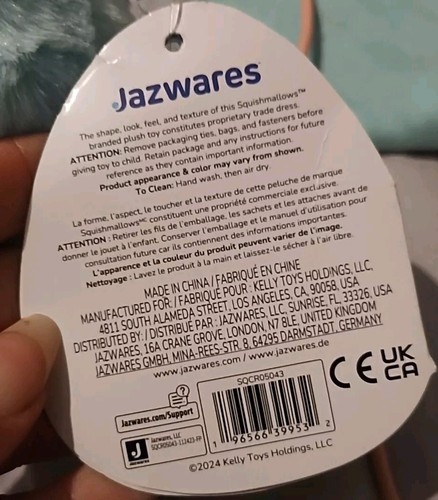 Jazwares
The shape, look, feel, and texture of this Squishmallows™
branded plush toy constitutes proprietary trade dress.
ATTENTION: Remove packaging ties, bags, and fasteners before
giving toy to child. Retain package and any instructions for future
reference as they contain important information.
Product appearance & color may vary from shown.
To Clean: Hand wash, then air dry.
La forme, l'aspect, le toucher et la texture de cette peluche de marque
Squishmallows constituent une propriété commerciale exclusive.
ATTENTION : Retirer les fils de l'emballage, les sachets et les attaches avant de
donner le jouet à l'enfant. Conserver l'emballage et le manuel d'utilisation pour
consultation future car ils contiennent des informations importantes.
L'apparence et la couleur du produit peuvent varier de l'image.
Nettoyage : Lavez le produit à la main et laissez-le sécher à l'air libre.
MADE IN CHINA / FABRIQUÉ EN CHINE
MANUFACTURED FOR: / FABRIQUÉ POUR : KELLY TOYS HOLDINGS, LLC,
4811 SOUTH ALAMEDA STREET, LOS ANGELES, CA, 90058, USA
DISTRIBUTED BY: / DISTRIBUÉ PAR : JAZWARES, LLC, SUNRISE, FL, 33326, USA
JAZWARES, 16A CRANE GROVE, LONDON, N7 8LE, UNITED KINGDOM
JAZWARES GMBH, MINA-REES-STR. 8, 64295 DARMSTADT, GERMANY
www.jazwares.com / www.jazwares.de
CE UK
CA
SQCR05043
Jazwares.com/Support
Jazwares, LLC
SQCR05043-112423-PP
1 96566 39953 2
©2024 Kelly Toys Holdings, LLC